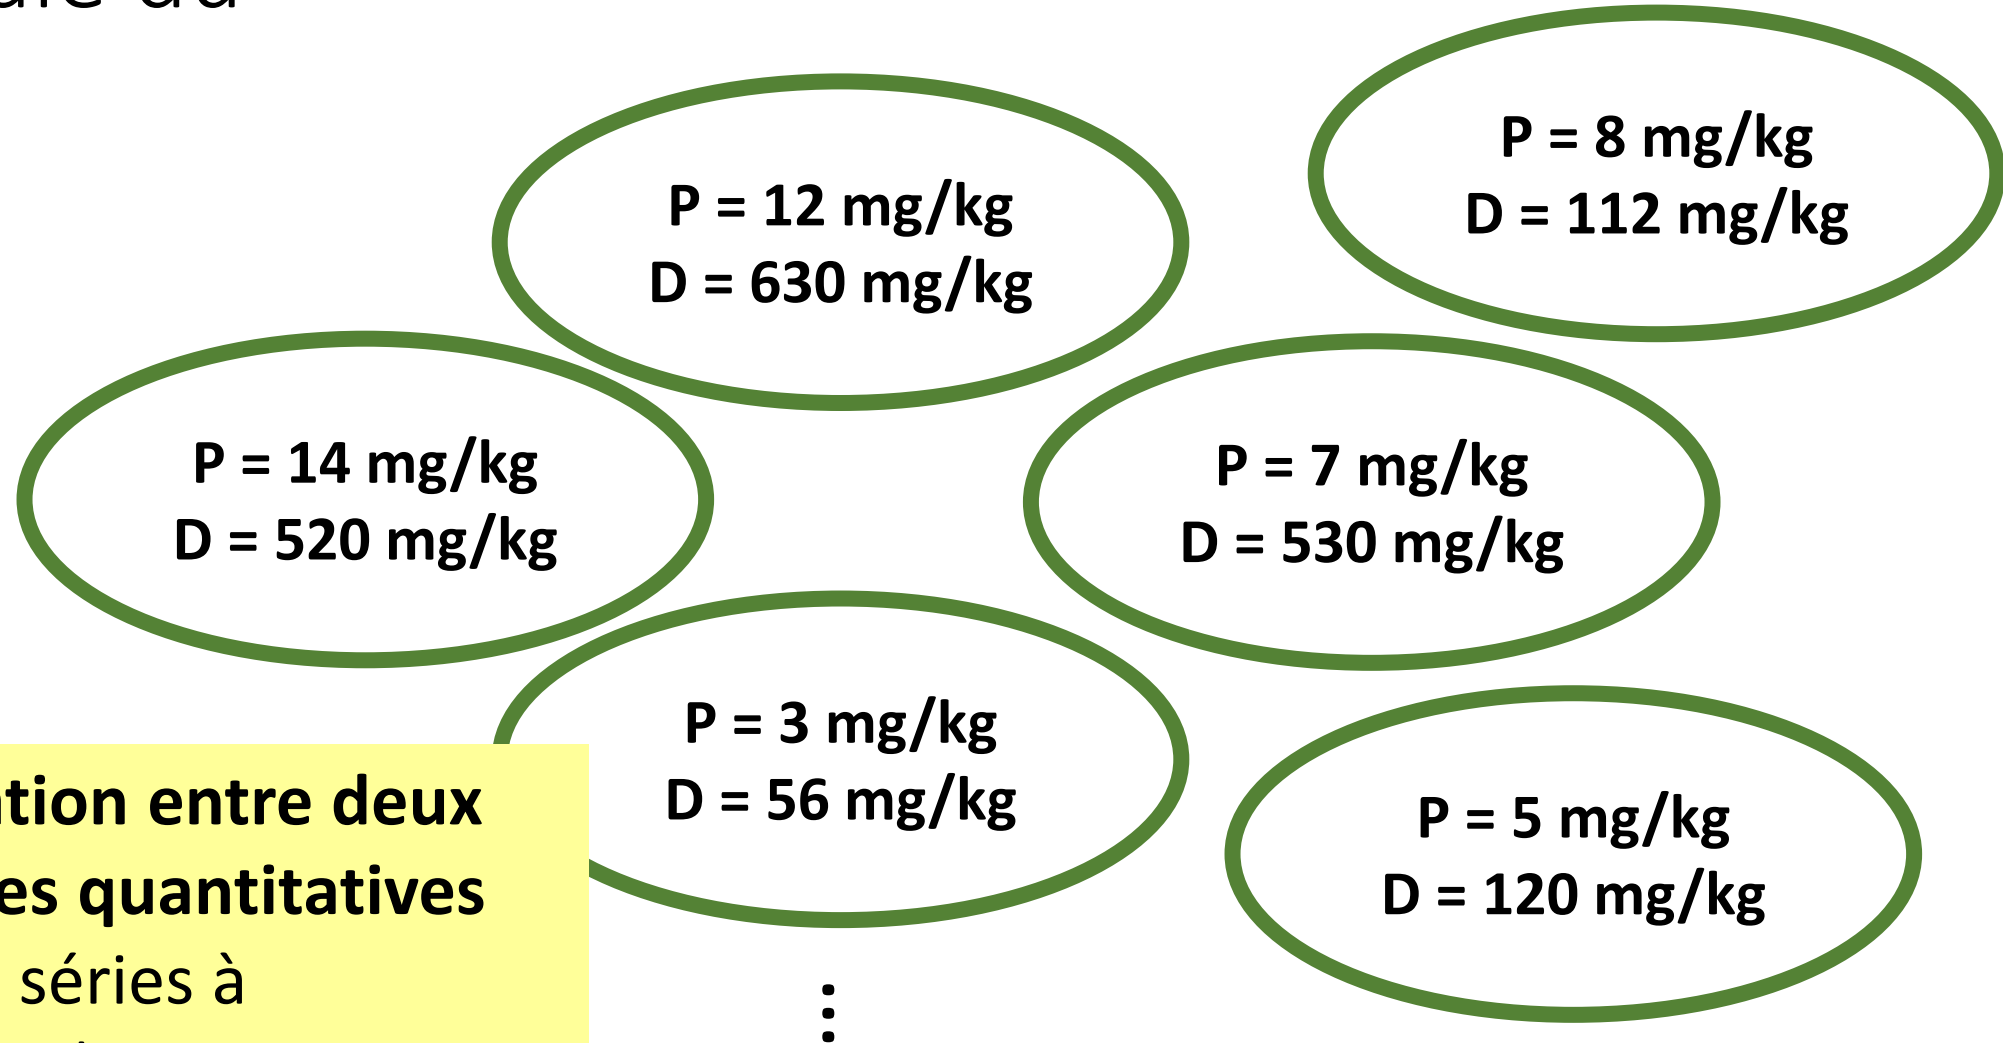 P = 8 mg/kg
D = 112 mg/kg
P = 12 mg/kg
D = 630 mg/kg
P = 14 mg/kg
D = 520 mg/kg
P = 7 mg/kg
D = 530 mg/kg
P = 3 mg/kg
D = 56 mg/kg
P = 5 mg/kg
D = 120 mg/kg
entre deux
quantitatives
séries à
⋮